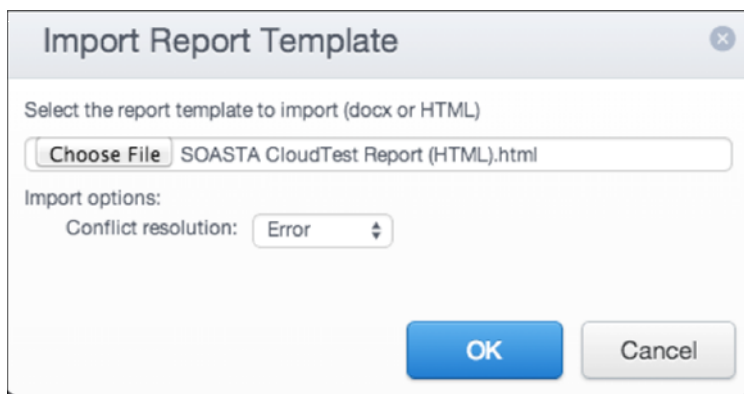 Import Report Template
Select the report template to import (docx or HTML)
Choose File SOASTA CloudTest Report (HTML).html
Import options:
Conflict resolution: Error
OK Cancel